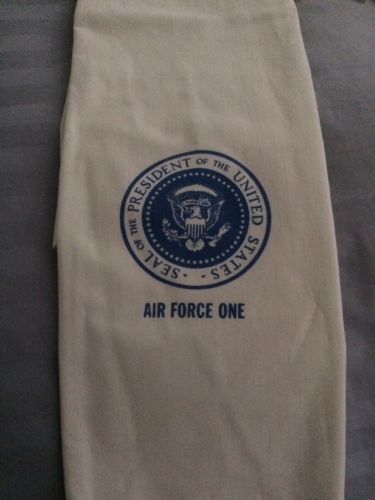 SEAL OF THE PRESIDENT OF THE UNITED STATES
AIR FORCE ONE